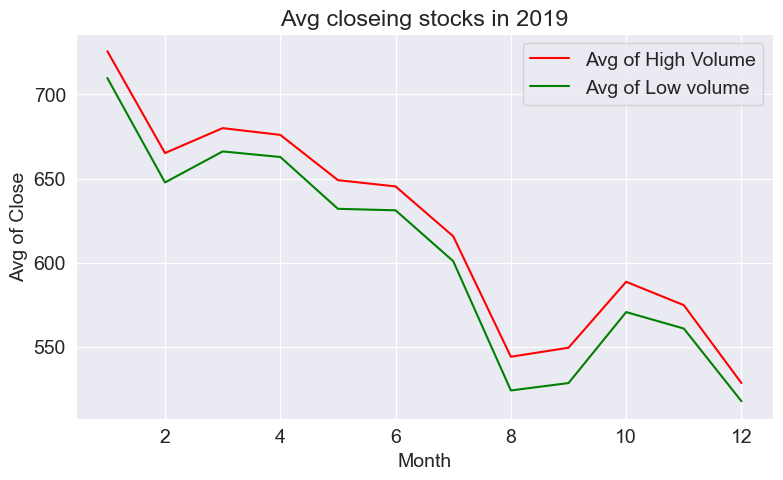 Avg closeing stocks in 2019
Avg of High Volume
Avg of Low volume
Avg of Close
700
650
600
550
2 4 6 8 10 12
Month